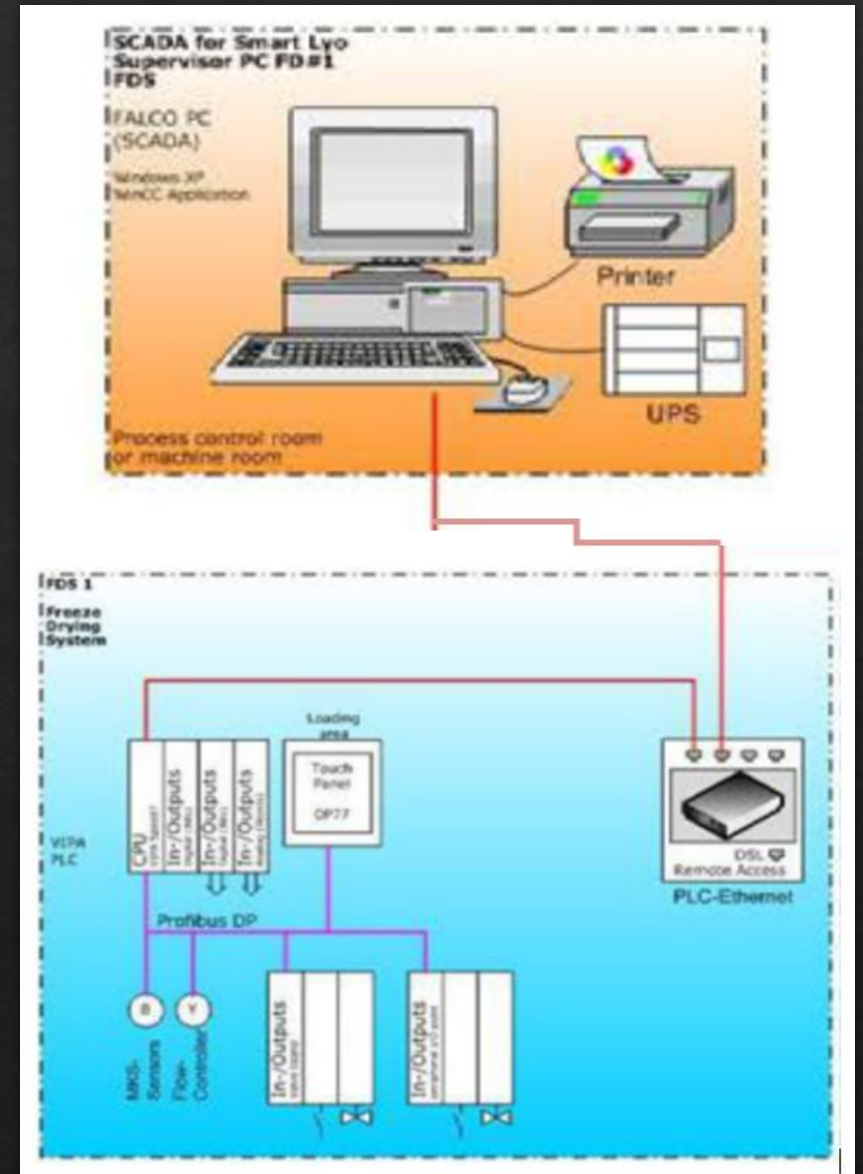 SCADA for Smart Lyo
Supervisor PC FD#1
FDS
FALCO PC
(SCADA)
Windows XP
WinCC Application
Printer
UPS
Process control room
or machine room
FDS 1
Freeze
Drying
System
Loading
area
Touch
Panel
OP77
VIPA
PLC
CPU
In-/Outputs
In-/Outputs
In-/Outputs
DSL
Remote Access
PLC-Ethernet
Profibus DP
B
Y
MKS-
Sensors
Flow-
Controller
In-/Outputs
In-/Outputs
peripheral I/O point